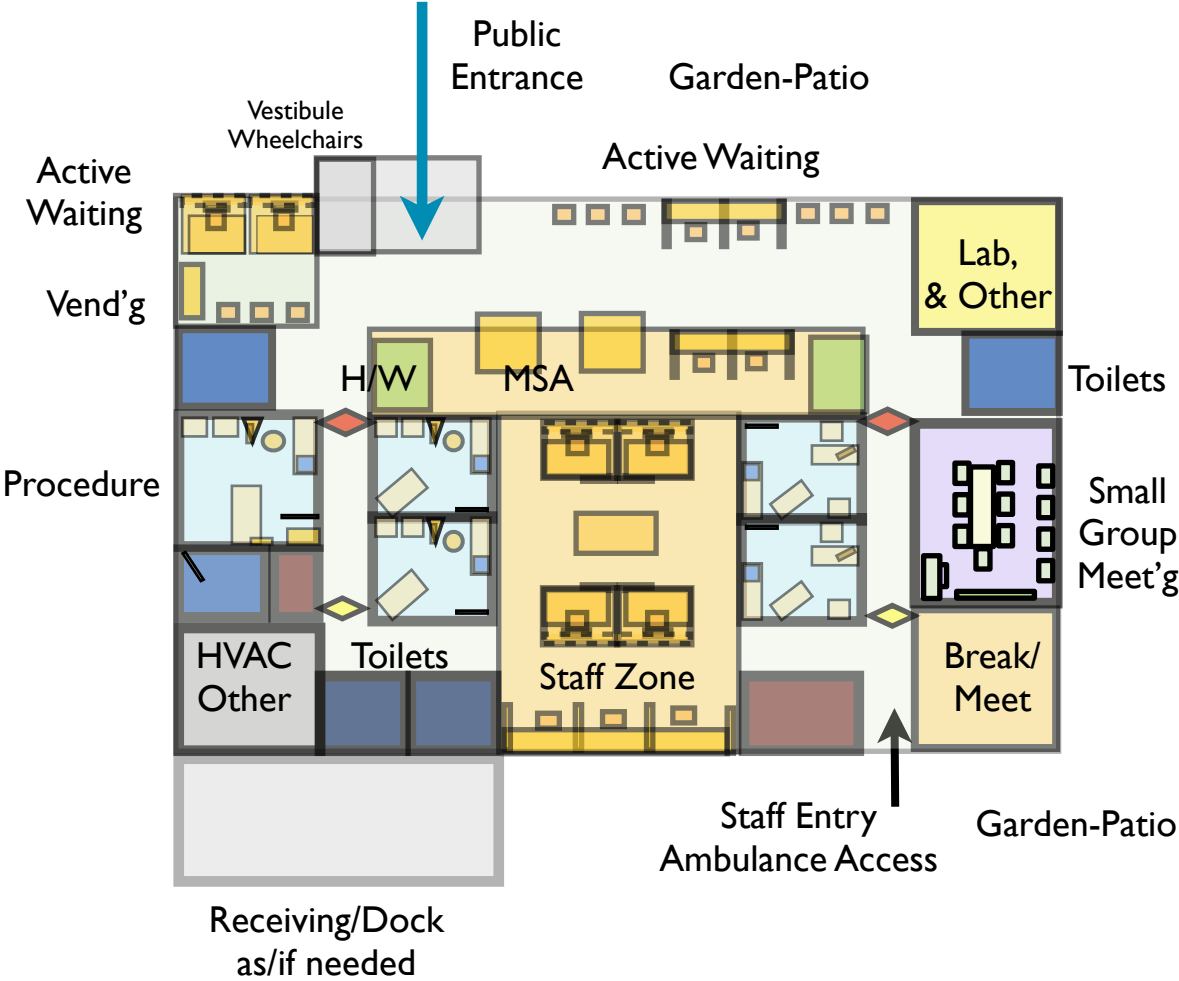 Public
Entrance
Garden-Patio
Vestibule
Wheelchairs
Active Waiting
Active
Waiting
Lab,
& Other
Vend'g
H/W
MSA
Toilets
Procedure
Small
Group
Meet'g
HVAC
Other
Toilets
Staff Zone
Break/
Meet
Staff Entry
Ambulance Access
Garden-Patio
Receiving/Dock
as/if needed